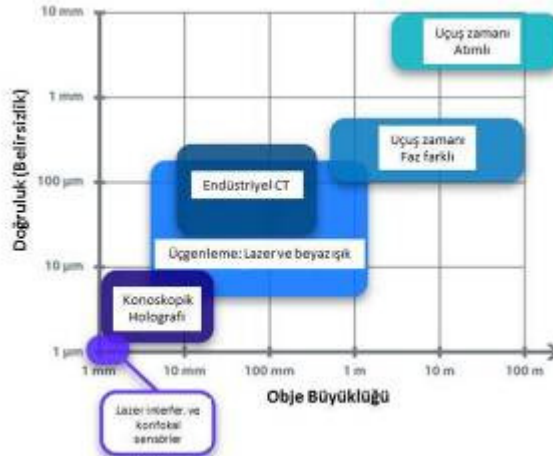 10 mm
Uçuş zamanı
Atımlı
1 mm
Uçuş zamanı
Faz farklı
Doğruluk (Belirsizlik)
100 µm
Endüstriyel CT
Üçgenleme: Lazer ve beyaz ışık
10 µm
Konoskopik
Holografı
1 µm
1 mm
10 mm
100 mm
1 m
10 m
100 m
Obje Büyüklüğü
Lazer interfer. ve
konfokal
sensörler